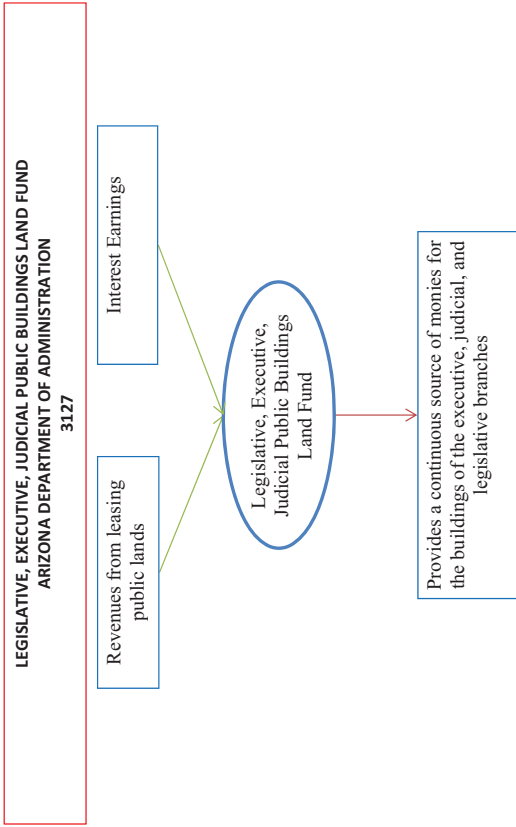 LEGISLATIVE, EXECUTIVE, JUDICIAL PUBLIC BUILDINGS LAND FUND
ARIZONA DEPARTMENT OF ADMINISTRATION
3127
Revenues from leasing
public lands
Interest Earnings
Legislative, Executive,
Judicial Public Buildings
Land Fund
Provides a continuous source of monies for
the buildings of the executive, judicial, and
legislative branches